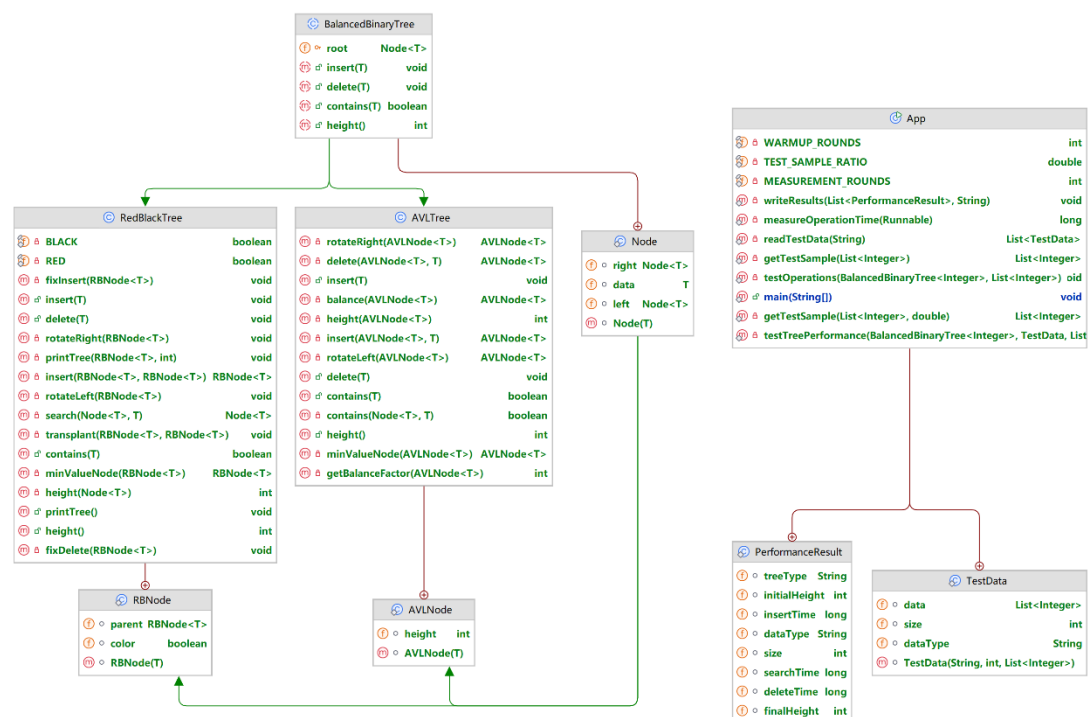 BalancedBinaryTree
root Node<T>
insert(T) void
delete(T) void
contains(T) boolean
height() int
RedBlackTree
BLACK boolean
RED boolean
fixInsert(RBNode<T>) void
insert(T) void
delete(T) void
rotateRight(RBNode<T>) void
printTree(RBNode<T>, int) void
insert(RBNode<T>, RBNode<T>) RBNode<T>
rotateLeft(RBNode<T>) void
search(Node<T>, T) Node<T>
transplant(RBNode<T>, RBNode<T>) void
contains(T) boolean
minValueNode(RBNode<T>) RBNode<T>
height(Node<T>) int
printTree() void
height() int
fixDelete(RBNode<T>) void
AVLTree
rotateRight(AVLNode<T>) AVLNode<T>
delete(AVLNode<T>, T) AVLNode<T>
insert(T) void
balance(AVLNode<T>) AVLNode<T>
height(AVLNode<T>) int
insert(AVLNode<T>, T) AVLNode<T>
rotateLeft(AVLNode<T>) AVLNode<T>
delete(T) void
contains(T) boolean
contains(Node<T>, T) boolean
height() int
minValueNode(AVLNode<T>) AVLNode<T>
getBalanceFactor(AVLNode<T>) int
Node
right Node<T>
data T
left Node<T>
Node(T)
RBNode
parent RBNode<T>
color boolean
RBNode(T)
AVLNode
height int
AVLNode(T)
App
WARMUP_ROUNDS int
TEST_SAMPLE_RATIO double
MEASUREMENT_ROUNDS int
writeResults(List<PerformanceResult>, String) void
measureOperationTime(Runnable) long
readTestData(String) List<TestData>
getTestSample(List<Integer>) List<Integer>
testOperations(BalancedBinaryTree<Integer>, List<Integer>) oid
main(String[]) void
getTestSample(List<Integer>, double) List<Integer>
testTreePerformance(BalancedBinaryTree<Integer>, TestData, List
PerformanceResult
treeType String
initialHeight int
insertTime long
dataType String
size int
searchTime long
deleteTime long
finalHeight int
TestData
data List<Integer>
size int
dataType String
TestData(String, int, List<Integer>)